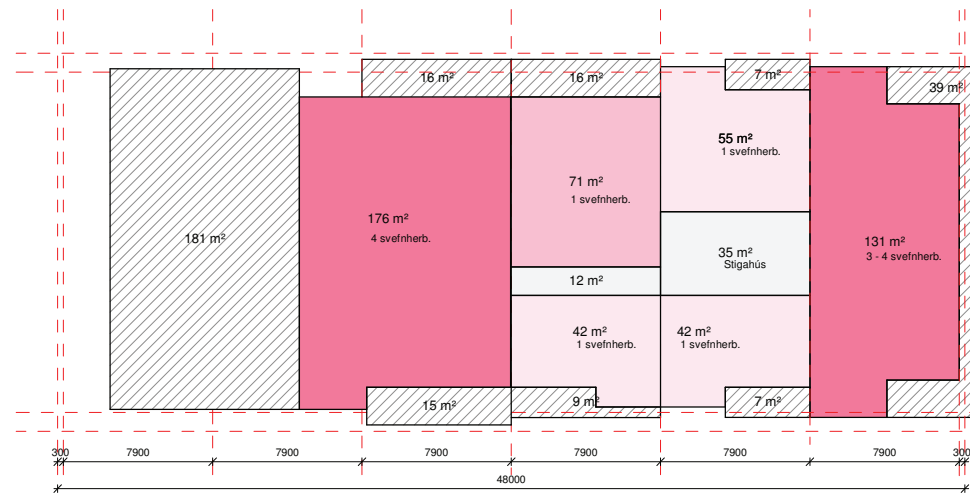 16 m²
16 m²
7 m²
39 m²
55 m²
1 svefnherb.
71 m²
1 svefnherb.
176 m²
4 svefnherb.
181 m²
35 m²
Stigahús
131 m²
3 - 4 svefnherb.
12 m²
42 m²
1 svefnherb.
42 m²
1 svefnherb.
15 m²
9 m²
7 m²
300
7900
7900
7900
7900
7900
7900
300
48000